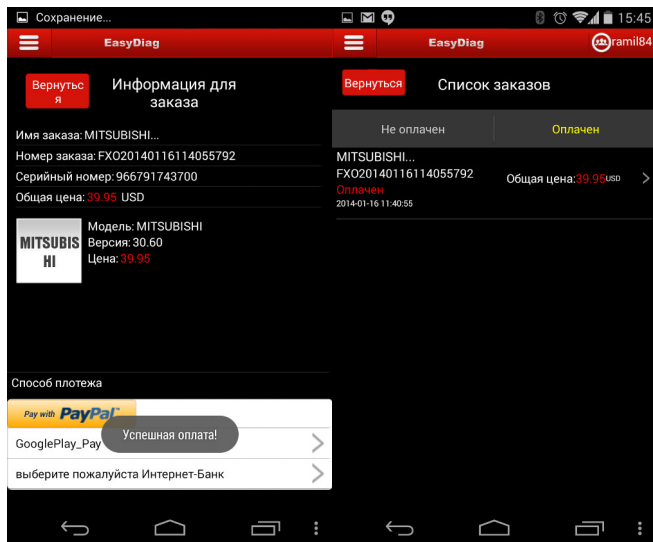 Сохранение...
EasyDiag
Вернутьс
я
Информация для
заказа
Имя заказа: MITSUBISHI...
Номер заказа: FXO20140116114055792
Серийный номер: 966791743700
Общая цена: 39.95 USD
MITSUBIS
HI
Модель: MITSUBISHI
Версия: 30.60
Цена: 39.95
Способ плотежа
Pay with PayPal
Успешная оплата!
GooglePlay_Pay
выберите пожалуйста Интернет-Банк
15:45
EasyDiag
ramil84
Вернуться
Список заказов
Не оплачен
Оплачен
MITSUBISHI...
FXO20140116114055792
Оплачен
2014-01-16 11:40:55
Общая цена:39.95USD